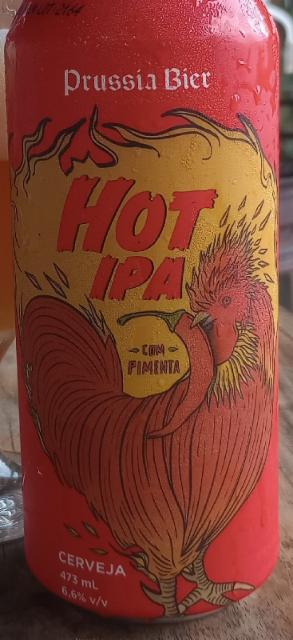 Prussia Bier
HOT
IPA
COM
PIMENTA
CERVEJA
473 mL
6,6% v/v